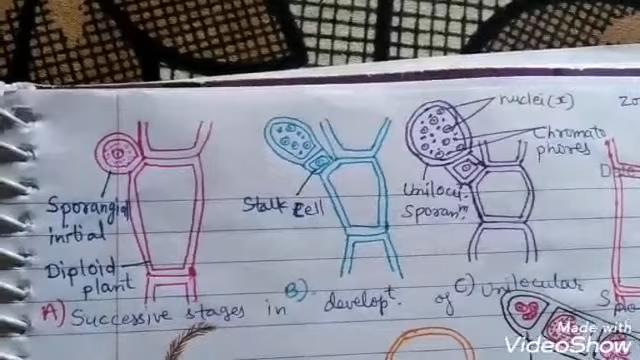 nuclei(x)
Chromato
phores
Sporangial
initial
Stalk cell
Unilocu.
Sporan^m
Diploid
plant
A) Successive stages in B) developt. of C) Unilocular
Made with
VideoShow